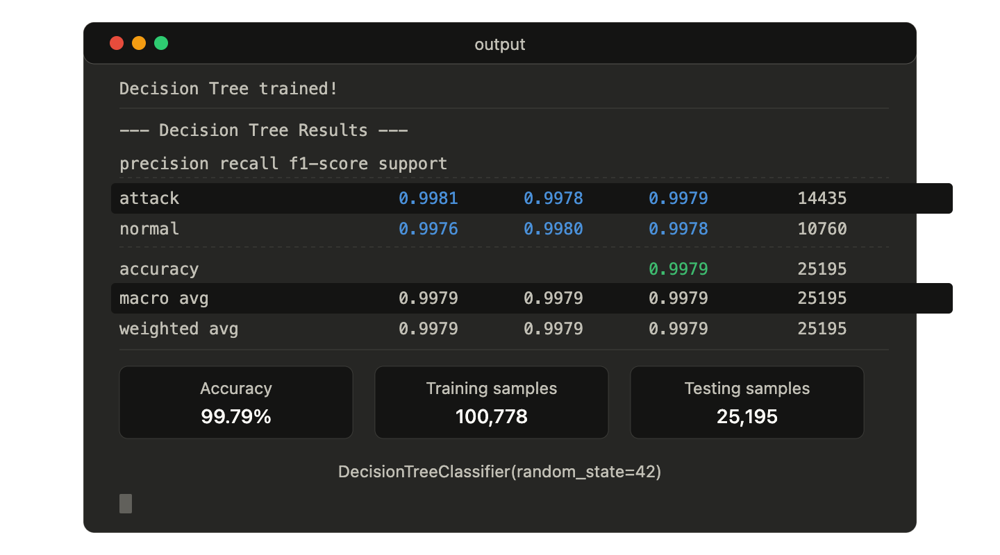 output
Decision Tree trained!
--- Decision Tree Results ---
precision recall f1-score support
attack 0.9981 0.9978 0.9979 14435
normal 0.9976 0.9980 0.9978 10760
accuracy 0.9979 25195
macro avg 0.9979 0.9979 0.9979 25195
weighted avg 0.9979 0.9979 0.9979 25195
Accuracy Training samples Testing samples
99.79% 100,778 25,195
DecisionTreeClassifier(random_state=42)